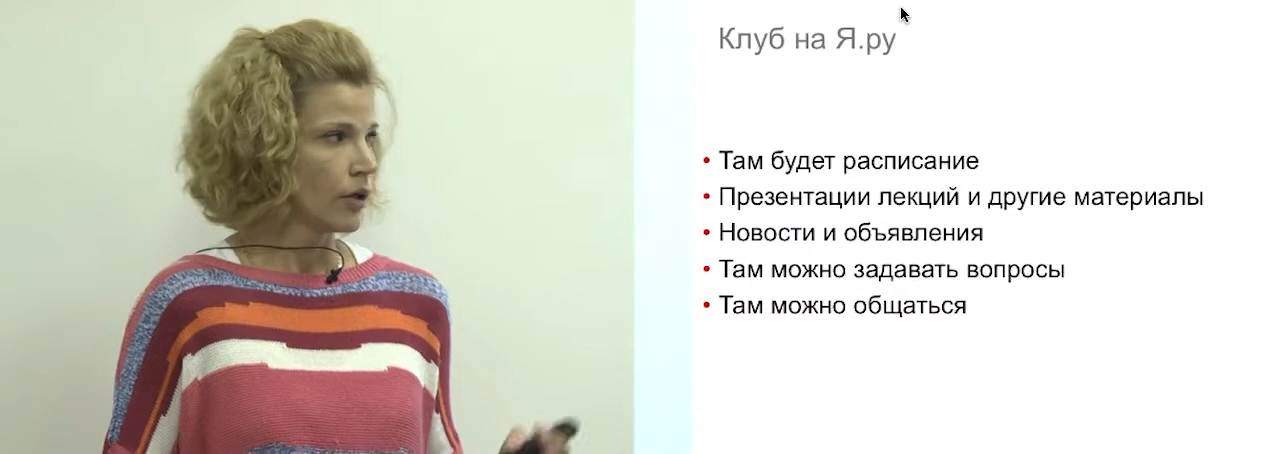 Клуб на Я.ру
• Там будет расписание
• Презентации лекций и другие материалы
• Новости и объявления
• Там можно задавать вопросы
• Там можно общаться